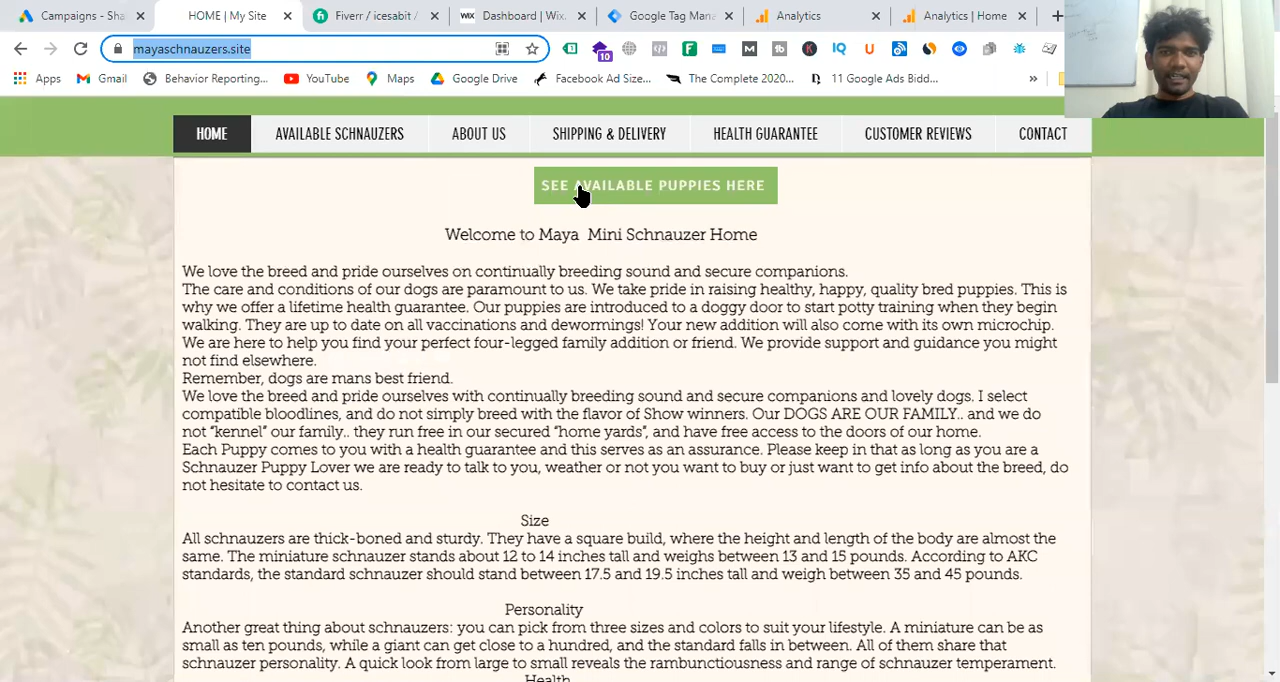 Campaigns - Sha
HOME | My Site
Fiverr / icesabit /
WiX Dashboard | Wix.
Google Tag Mana
Analytics
Analytics | Home
mayaschnauzers.site
10
Apps
Gmail
Behavior Reporting...
YouTube
Maps
Google Drive
Facebook Ad Size...
The Complete 2020...
11 Google Ads Bidd...
HOME
AVAILABLE SCHNAUZERS
ABOUT US
SHIPPING & DELIVERY
HEALTH GUARANTEE
CUSTOMER REVIEWS
CONTACT
SEE AVAILABLE PUPPIES HERE
Welcome to Maya Mini Schnauzer Home
We love the breed and pride ourselves on continually breeding sound and secure companions.
The care and conditions of our dogs are paramount to us. We take pride in raising healthy, happy, quality bred puppies. This is
why we offer a lifetime health guarantee. Our puppies are introduced to a doggy door to start potty training when they begin
walking. They are up to date on all vaccinations and dewormings! Your new addition will also come with its own microchip.
We are here to help you find your perfect four-legged family addition or friend. We provide support and guidance you might
not find elsewhere.
Remember, dogs are mans best friend.
We love the breed and pride ourselves with continually breeding sound and secure companions and lovely dogs. I select
compatible bloodlines, and do not simply breed with the flavor of Show winners. Our DOGS ARE OUR FAMILY.. and we do
not “kennel” our family.. they run free in our secured “home yards”, and have free access to the doors of our home.
Each Puppy comes to you with a health guarantee and this serves as an assurance. Please keep in that as long as you are a
Schnauzer Puppy Lover we are ready to talk to you, weather or not you want to buy or just want to get info about the breed, do
not hesitate to contact us.
Size
All schnauzers are thick-boned and sturdy. They have a square build, where the height and length of the body are almost the
same. The miniature schnauzer stands about 12 to 14 inches tall and weighs between 13 and 15 pounds. According to AKC
standards, the standard schnauzer should stand between 17.5 and 19.5 inches tall and weigh between 35 and 45 pounds.
Personality
Another great thing about schnauzers: you can pick from three sizes and colors to suit your lifestyle. A miniature can be as
small as ten pounds, while a giant can get close to a hundred, and the standard falls in between. All of them share that
schnauzer personality. A quick look from large to small reveals the rambunctiousness and range of schnauzer temperament.
Health